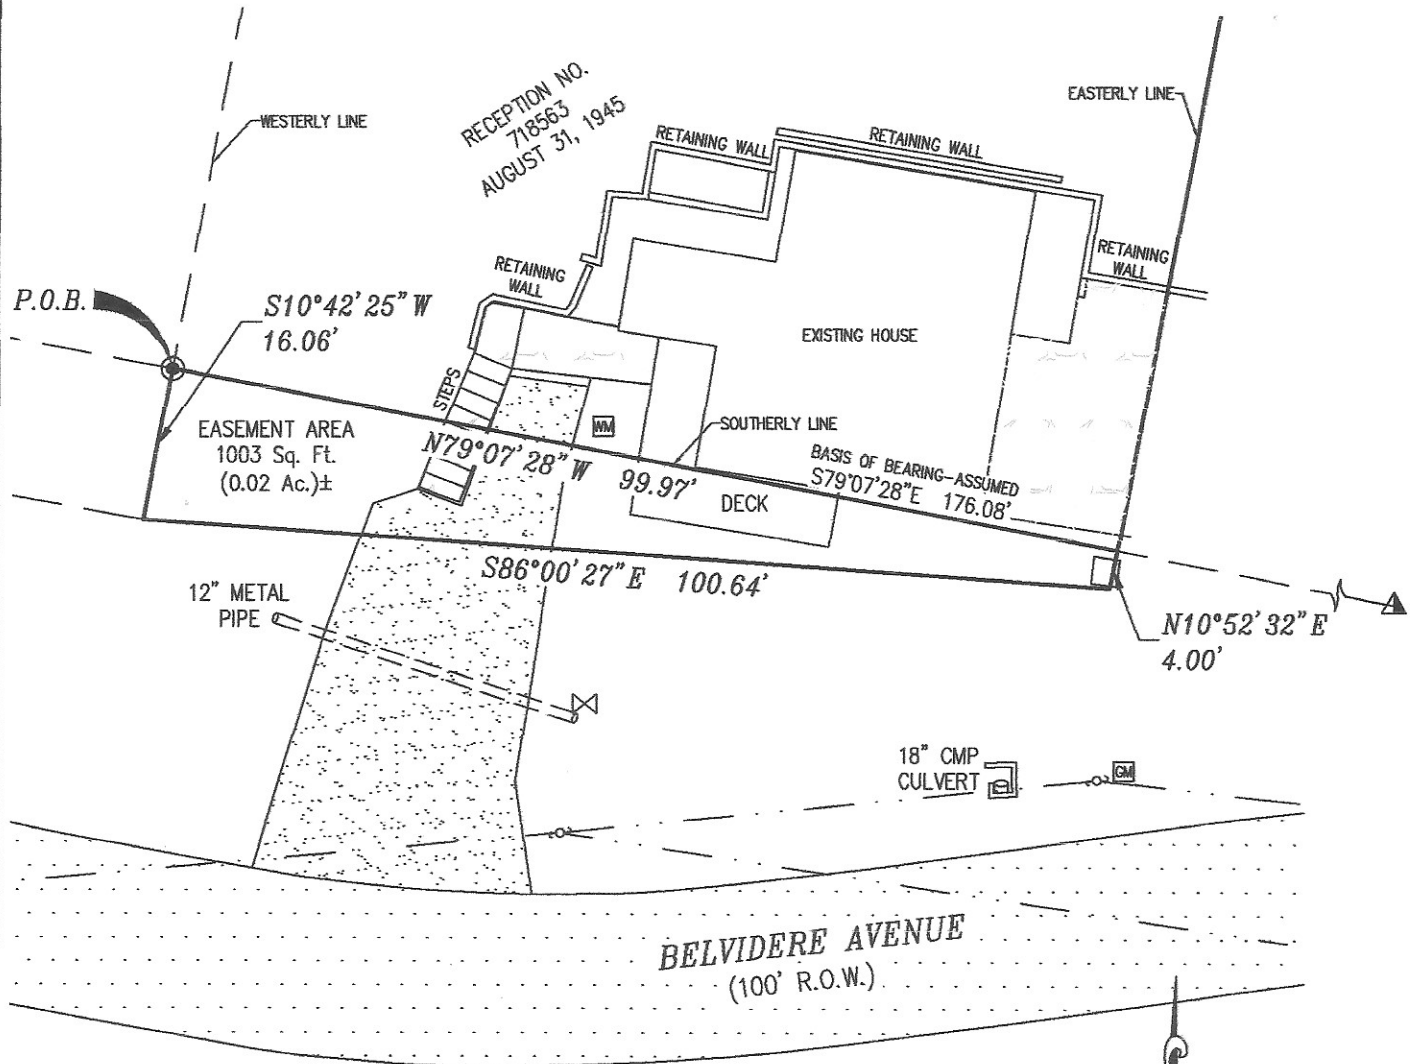 EASTERLY LINE
WESTERLY LINE
RECEPTION NO.
718563
AUGUST 31, 1945
RETAINING WALL
RETAINING WALL
RETAINING
WALL
RETAINING
WALL
P.O.B.
S10°42'25"W
16.06'
EXISTING HOUSE
STEPS
EASEMENT AREA
1003 Sq. Ft.
(0.02 Ac.)±
WM
SOUTHERLY LINE
N79°07'28"W 99.97'
BASIS OF BEARING-ASSUMED
S79°07'28"E 176.08'
DECK
S86°00'27"E 100.64'
12" METAL
PIPE
N10°52'32"E
4.00'
18" CMP
CULVERT
GM
BELVIDERE AVENUE
(100' R.O.W.)